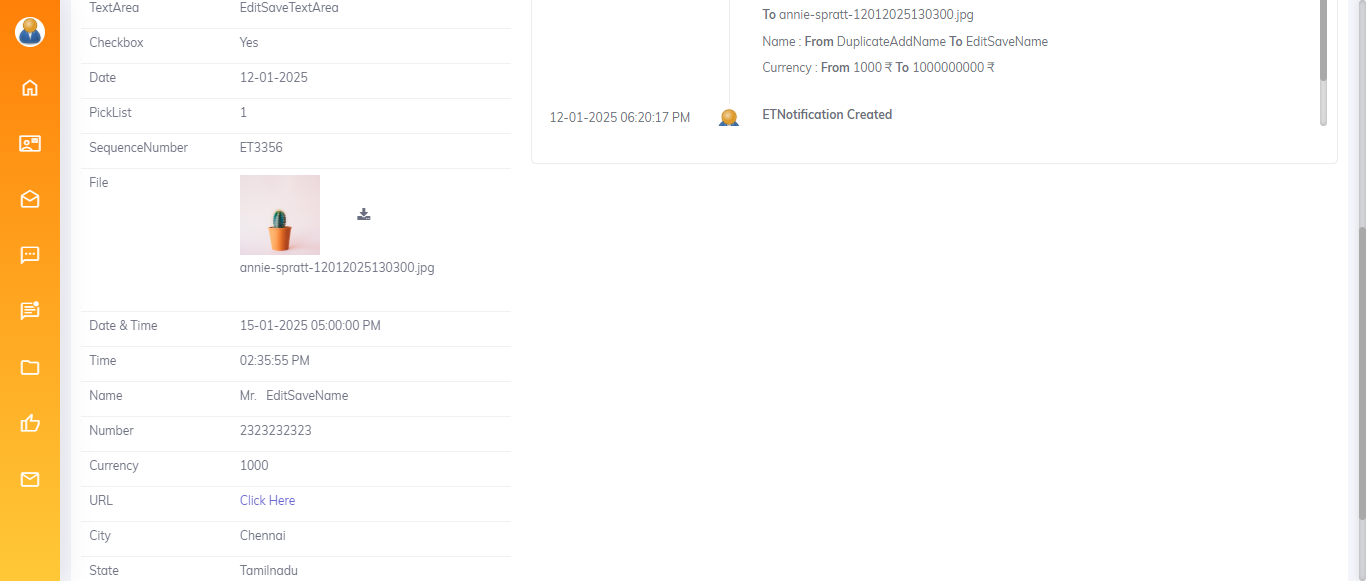 TextArea EditSaveTextArea
Checkbox Yes
Date 12-01-2025
PickList 1
SequenceNumber ET3356
File
annie-spratt-12012025130300.jpg
Date & Time 15-01-2025 05:00:00 PM
Time 02:35:55 PM
Name Mr. EditSaveName
Number 2323232323
Currency 1000
URL Click Here
City Chennai
State Tamilnadu
To annie-spratt-12012025130300.jpg
Name : From DuplicateAddName To EditSaveName
Currency : From 1000 ₹ To 1000000000 ₹
12-01-2025 06:20:17 PM ETNotification Created